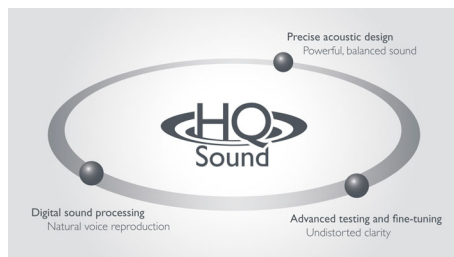 Precise acoustic design
Powerful, balanced sound
HQ
Sound
Digital sound processing
Natural voice reproduction
Advanced testing and fine-tuning
Undistorted clarity